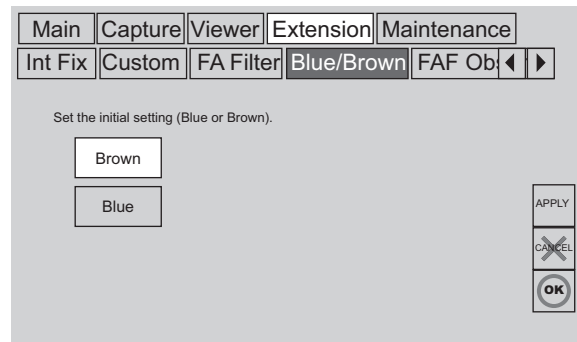 Main Capture Viewer Extension Maintenance
Int Fix Custom FA Filter Blue/Brown FAF Obs
Set the initial setting (Blue or Brown).
Brown
Blue
APPLY
CANCEL
OK